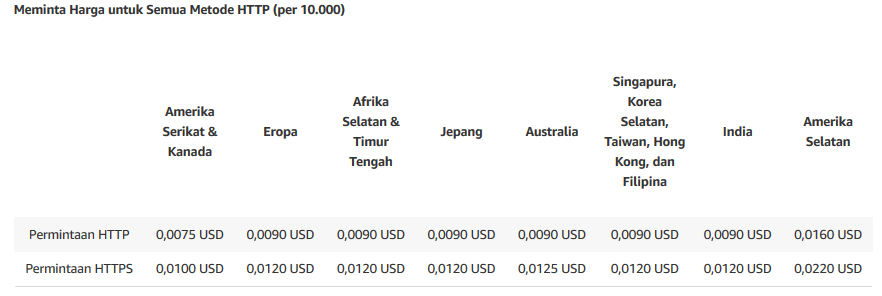 Meminta Harga untuk Semua Metode HTTP (per 10.000)
Amerika
Serikat &
Kanada
Eropa
Afrika
Selatan &
Timur
Tengah
Jepang
Australia
Singapura,
Korea
Selatan,
Taiwan, Hong
Kong, dan
Filipina
India
Amerika
Selatan
Permintaan HTTP 0,0075 USD 0,0090 USD 0,0090 USD 0,0090 USD 0,0090 USD 0,0090 USD 0,0090 USD 0,0160 USD
Permintaan HTTPS 0,0100 USD 0,0120 USD 0,0120 USD 0,0120 USD 0,0125 USD 0,0120 USD 0,0120 USD 0,0220 USD